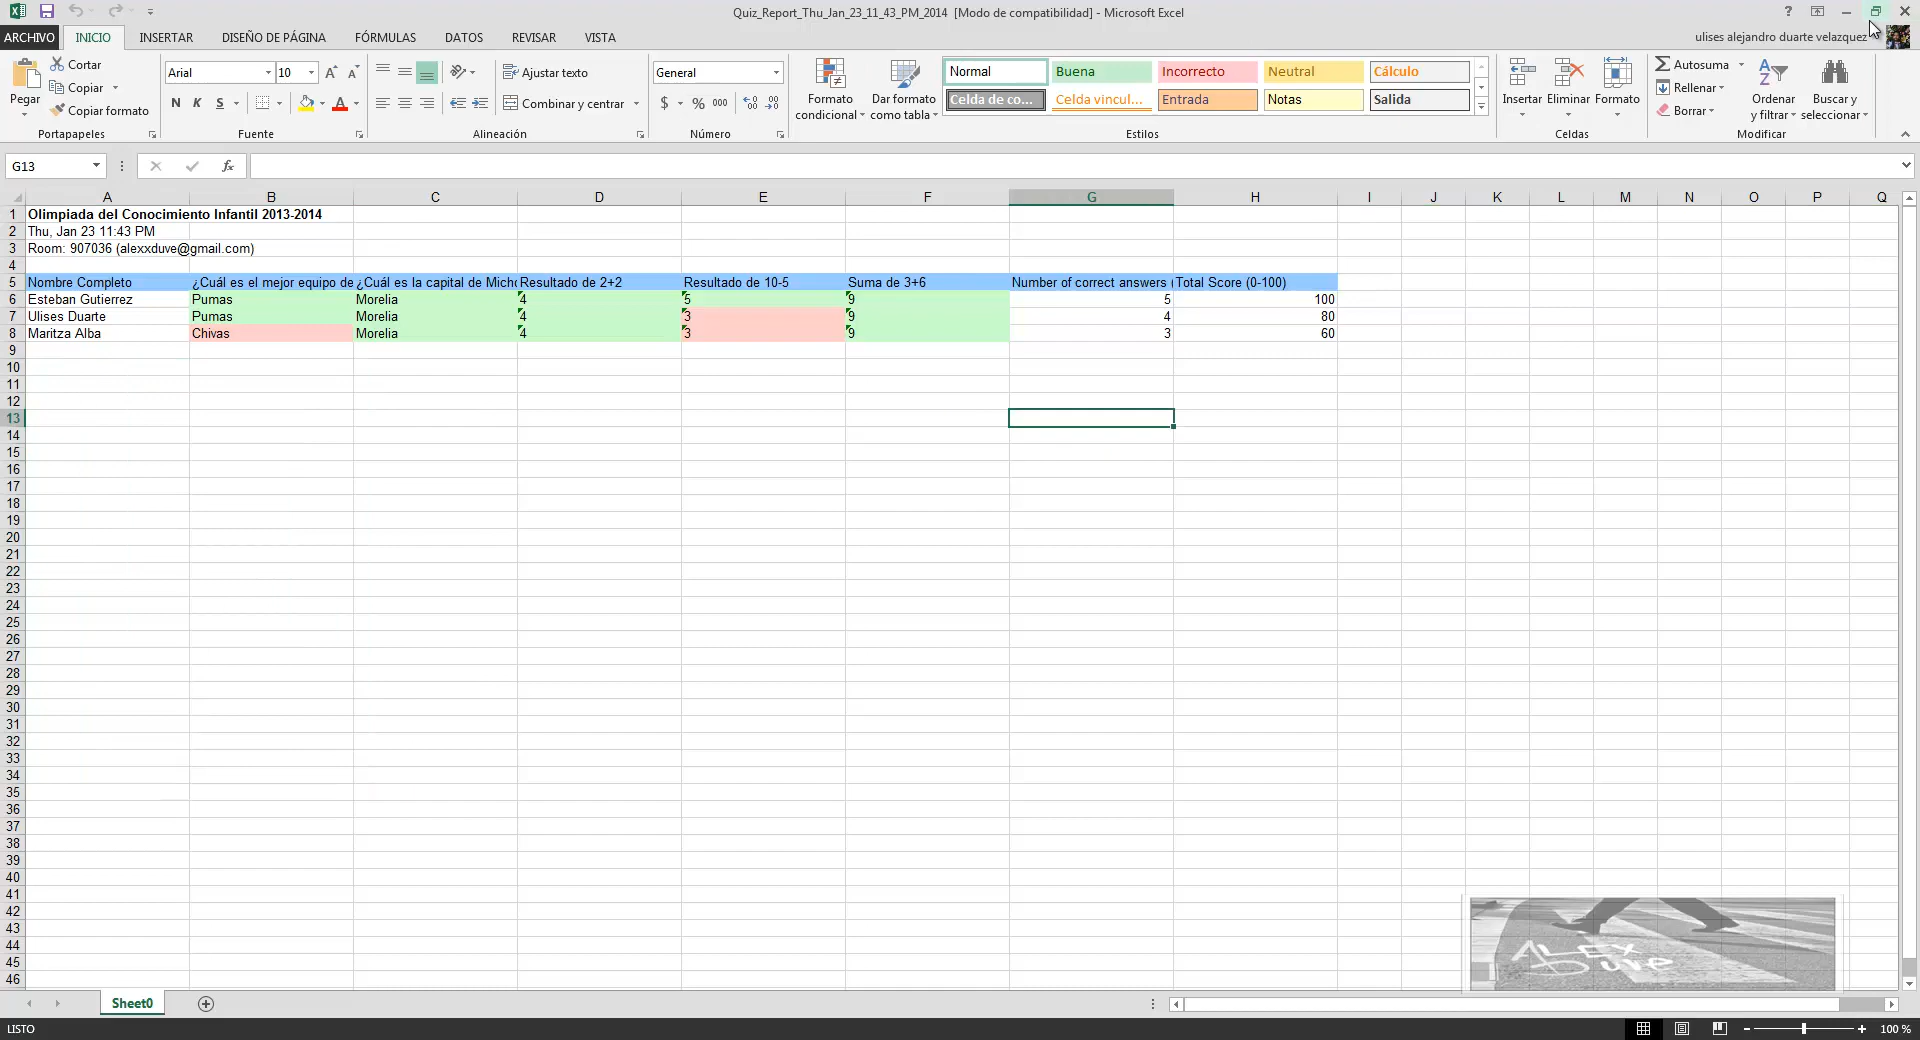 Quiz_Report_Thu_Jan_23_11_43_PM_2014 [Modo de compatibilidad] - Microsoft Excel
?
ARCHIVO INICIO INSERTAR DISEÑO DE PÁGINA FÓRMULAS DATOS REVISAR VISTA ulises alejandro duarte velazquez
Pegar
Cortar
Copiar
Copiar formato
Portapapeles
Arial 10
N K S
Fuente
Ajustar texto
Combinar y centrar
Alineación
General
$ % 000
Número
Formato condicional
Dar formato como tabla
Normal Buena Incorrecto Neutral Cálculo
Celda de co... Celda vincul... Entrada Notas Salida
Estilos
Insertar Eliminar Formato
Celdas
Autosuma
Rellenar
Borrar
Ordenar y filtrar
Buscar y seleccionar
Modificar
G13 fx
A B C D E F G H I J K L M N O P Q
1 Olimpiada del Conocimiento Infantil 2013-2014
2 Thu, Jan 23 11:43 PM
3 Room: 907036 (alexxduve@gmail.com)
4
5 Nombre Completo ¿Cuál es el mejor equipo de ¿Cuál es la capital de Mich Resultado de 2+2 Resultado de 10-5 Suma de 3+6 Number of correct answers ( Total Score (0-100)
6 Esteban Gutierrez Pumas Morelia 4 5 9 5 100
7 Ulises Duarte Pumas Morelia 4 3 9 4 80
8 Maritza Alba Chivas Morelia 4 3 9 3 60
9
10
11
12
13
14
15
16
17
18
19
20
21
22
23
24
25
26
27
28
29
30
31
32
33
34
35
36
37
38
39
40
41
42
43
44
45
46
ALEX
Duve
Sheet0
LISTO 100 %